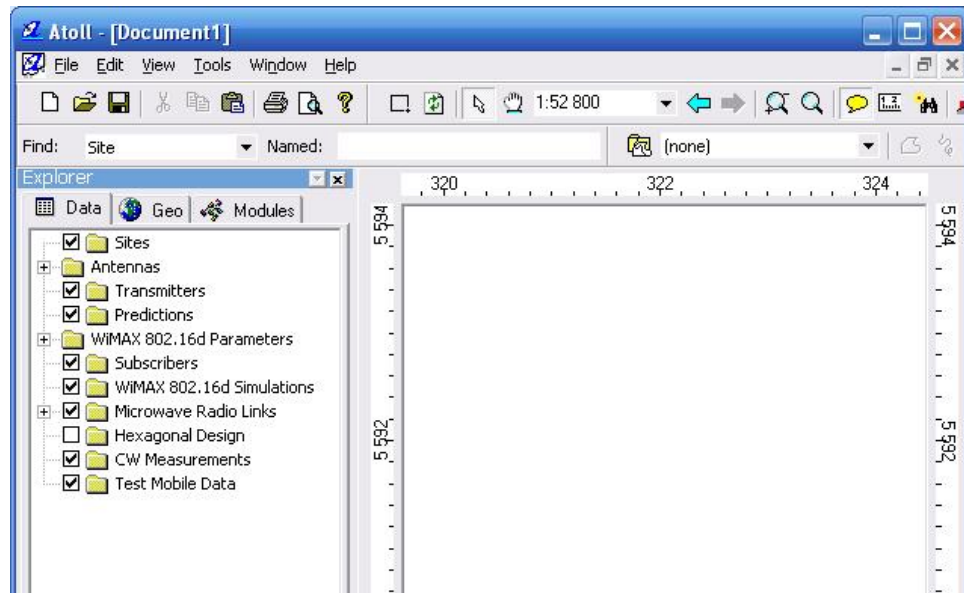 Atoll - [Document1]
File Edit View Tools Window Help
1:52 800
Find: Site Named: (none)
Explorer
Data Geo Modules
320 322 324
5 594 5 594
Sites
Antennas
Transmitters
Predictions
WiMAX 802.16d Parameters
Subscribers
WiMAX 802.16d Simulations
Microwave Radio Links
Hexagonal Design
5 592 5 592
CW Measurements
Test Mobile Data